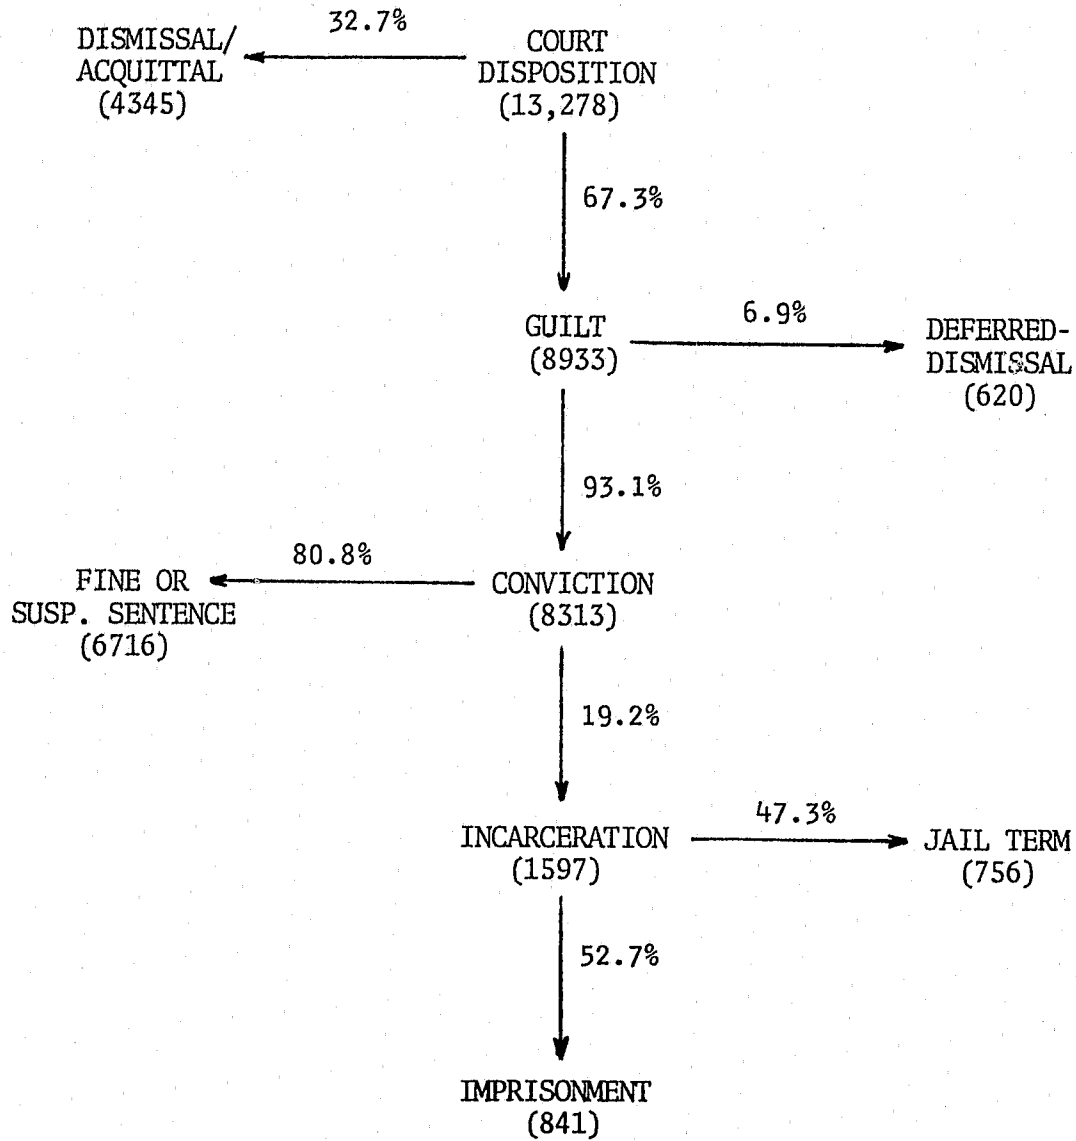 32.7%
DISMISSAL/
ACQUITTAL
(4345)
COURT
DISPOSITION
(13,278)
67.3%
GUILT
(8933)
6.9%
DEFERRED-
DISMISSAL
(620)
93.1%
80.8%
FINE OR
SUSP. SENTENCE
(6716)
CONVICTION
(8313)
19.2%
INCARCERATION
(1597)
47.3%
JAIL TERM
(756)
52.7%
IMPRISONMENT
(841)